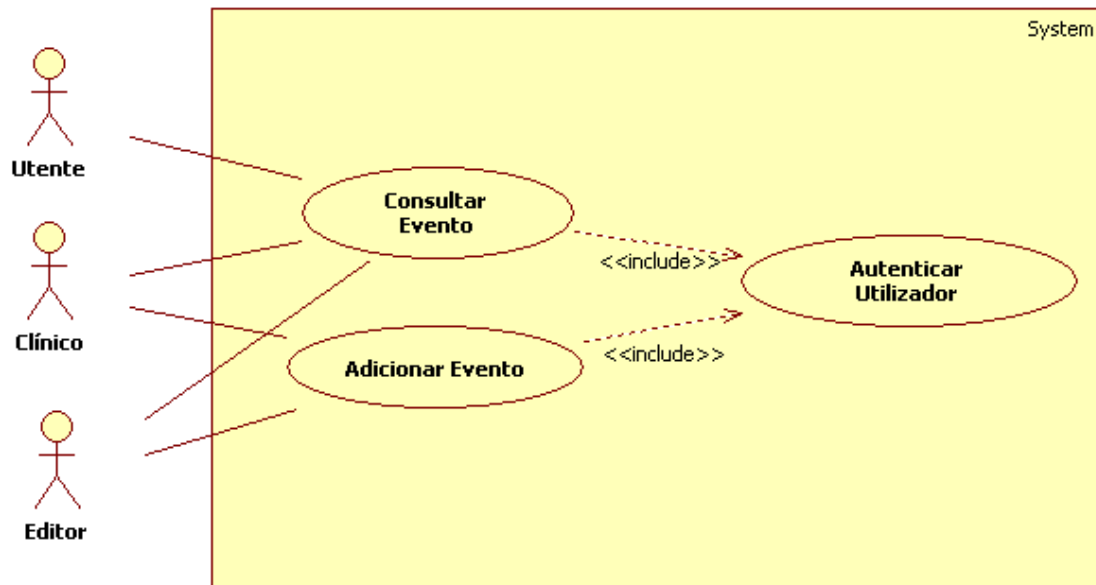 System
Utente
Consultar
Evento
<<include>>
Autenticar
Utilizador
Clínico
<<include>>
Adicionar Evento
Editor